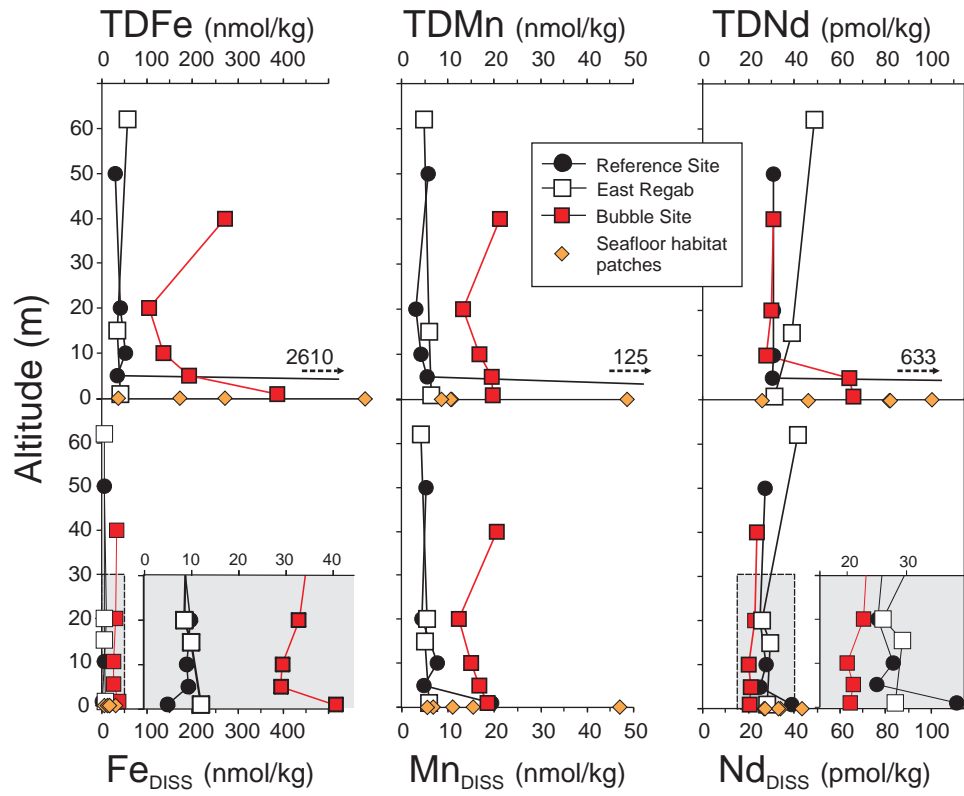 TDFe (nmol/kg) TDMn (nmol/kg) TDNd (pmol/kg)
0 100 200 300 400 0 10 20 30 40 50 0 20 40 60 80 100
Altitude (m)
60
50
40
30
20
10
0
Reference Site
East Regab
Bubble Site
Seafloor habitat
patches
2610 125 633
60
50
40
30
20
10
0
0 10 20 30 40
20 30
0 100 200 300 400 0 10 20 30 40 50 0 20 40 60 80 100
FeDISS (nmol/kg) MnDISS (nmol/kg) NdDISS (pmol/kg)